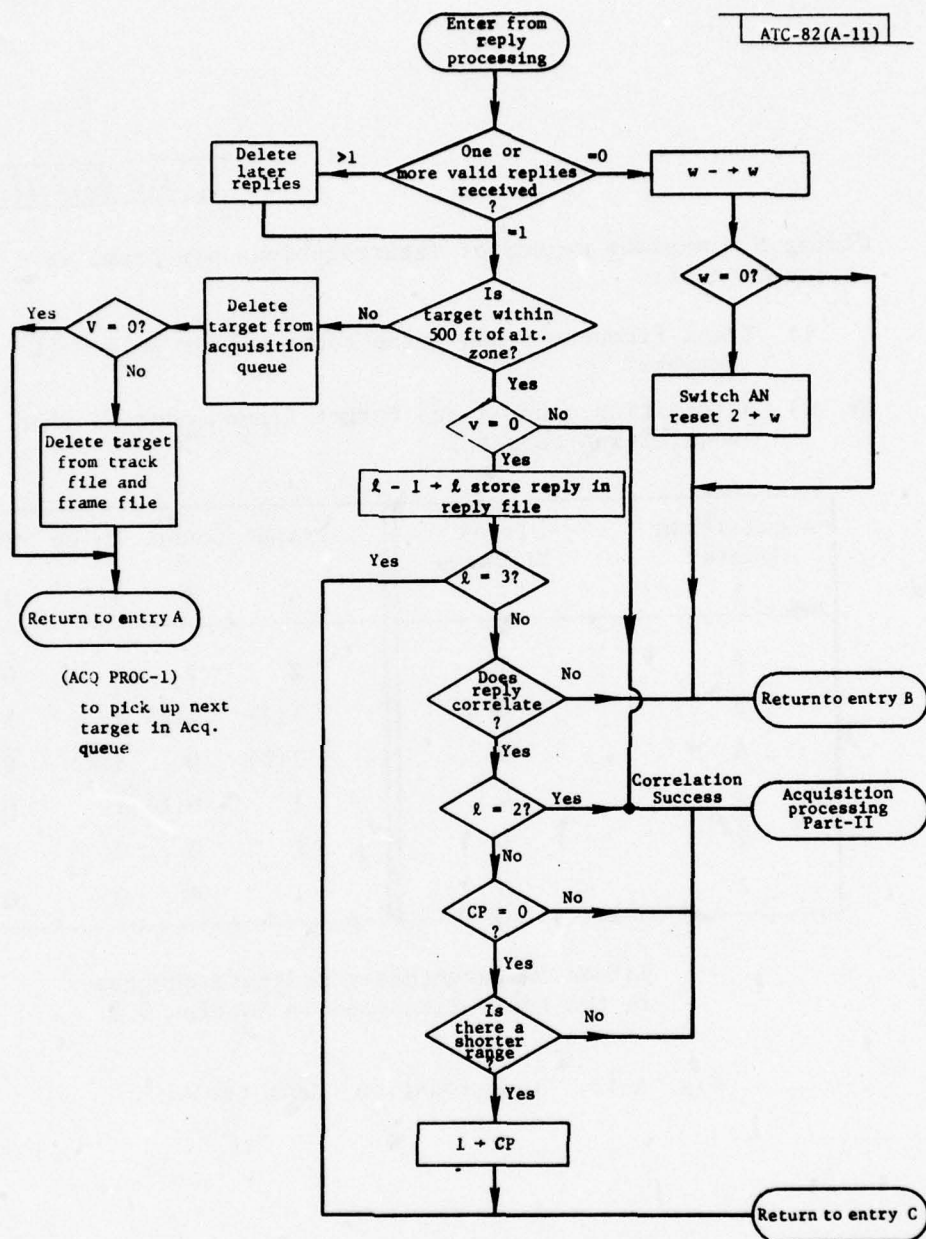 ATC-82(A-11)
Enter from
reply
processing
One or
more valid replies
received
?
>1
=0
=1
Delete
later
replies
w - → w
w = 0?
Switch AN
reset 2 → w
Is
target within
500 ft of alt.
zone?
No
Yes
Delete
target from
acquisition
queue
V = 0?
Yes
No
Delete target
from track
file and
frame file
Return to entry A
(ACQ PROC-1)
to pick up next
target in Acq.
queue
v = 0
No
Yes
ℓ - 1 → ℓ store reply in
reply file
ℓ = 3?
Yes
No
Does
reply
correlate
?
No
Yes
Return to entry B
ℓ = 2?
Yes
No
Correlation
Success
Acquisition
processing
Part-II
CP = 0
?
No
Yes
Is
there a
shorter
range
?
No
Yes
1 → CP
Return to entry C